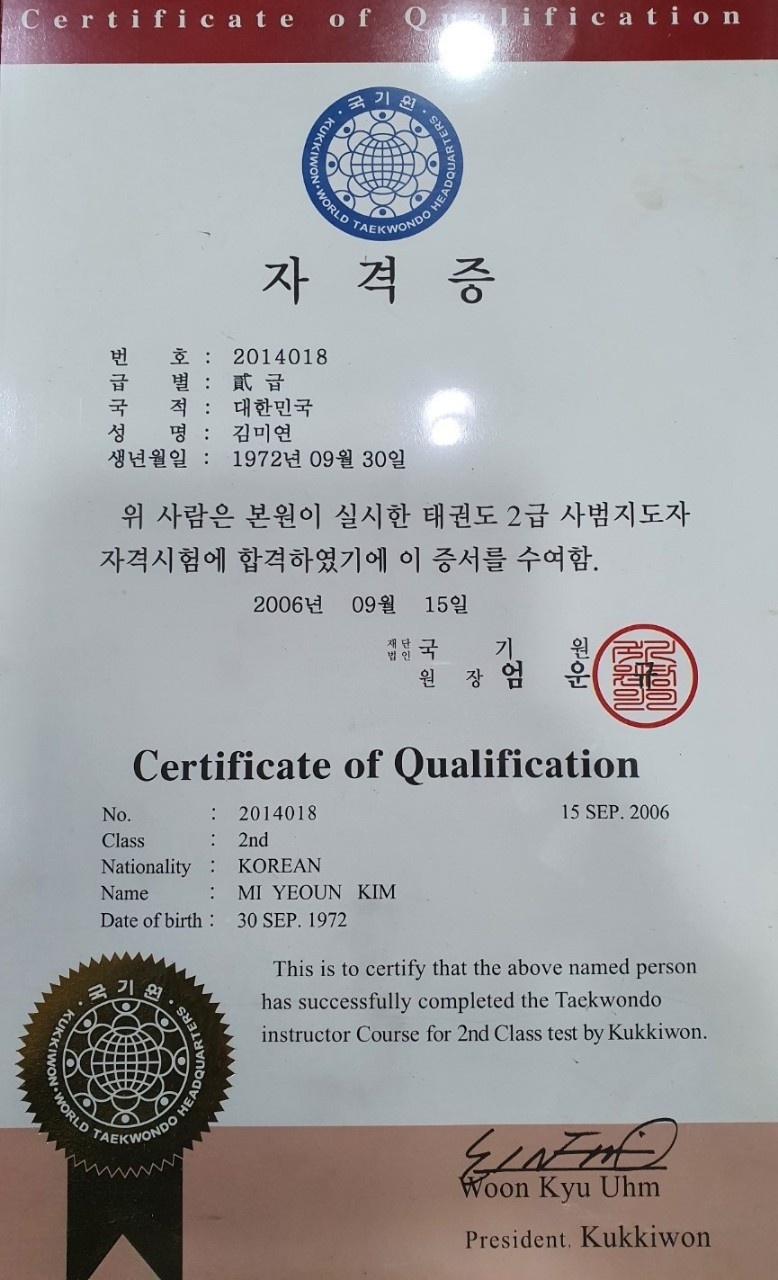 Certificate of Qualification
· 국 기 원 ·
KUKKIWON · WORLD TAEKWONDO HEADQUARTERS
자 격 증
번 호 : 2014018
급 별 : 貳 급
국 적 : 대한민국
성 명 : 김미연
생년월일 : 1972년 09월 30일
위 사람은 본원이 실시한 태권도 2급 사범지도자
자격시험에 합격하였기에 이 증서를 수여함.
2006년 09월 15일
재단법인 국 기 원
원 장 엄 운 규
Certificate of Qualification
No. : 2014018 15 SEP. 2006
Class : 2nd
Nationality : KOREAN
Name : MI YEOUN KIM
Date of birth : 30 SEP. 1972
This is to certify that the above named person
has successfully completed the Taekwondo
instructor Course for 2nd Class test by Kukkiwon.
· 국 기 원 ·
KUKKIWON · WORLD TAEKWONDO HEADQUARTERS
Woon Kyu Uhm
President. Kukkiwon